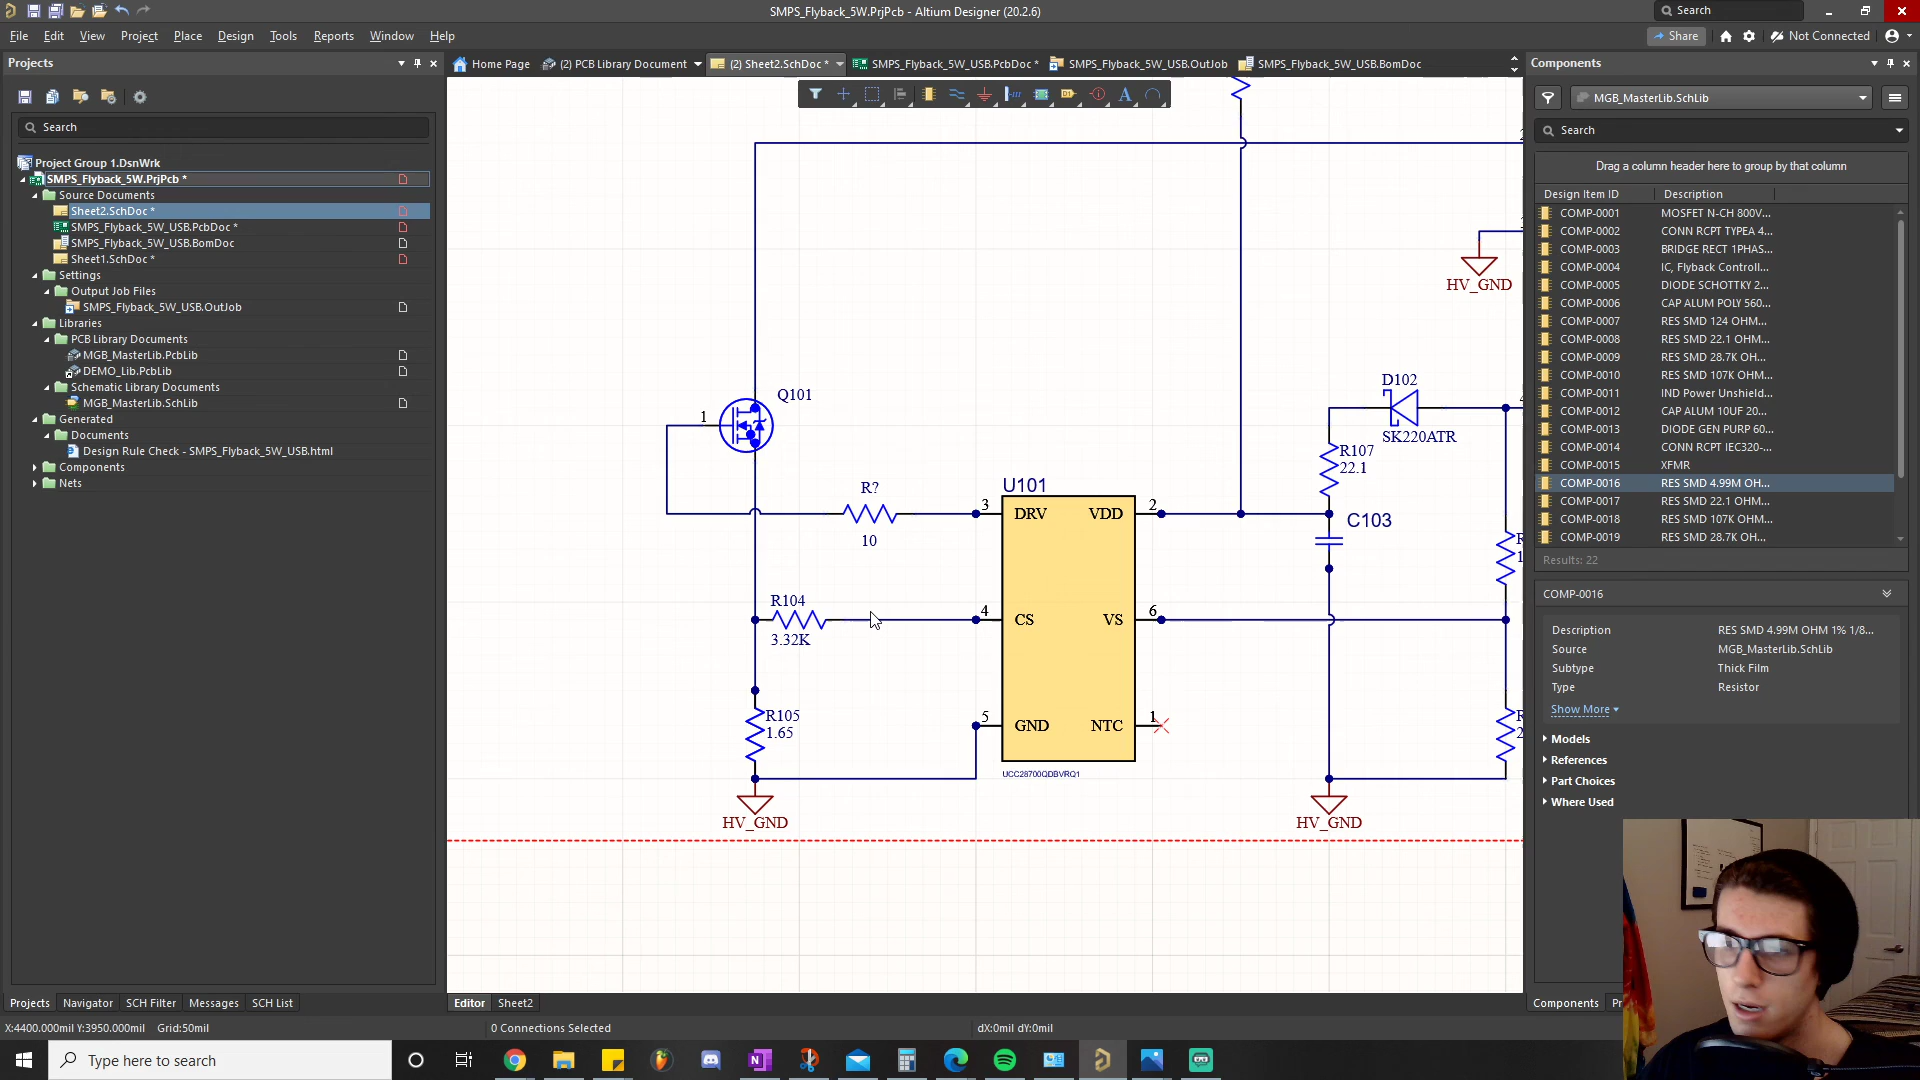 SMPS_Flyback_5W.PrjPcb - Altium Designer (20.2.6)
Search
File Edit View Project Place Design Tools Reports Window Help
Share
Not Connected
Projects
Home Page
(2) PCB Library Document
(2) Sheet2.SchDoc *
SMPS_Flyback_5W_USB.PcbDoc *
SMPS_Flyback_5W_USB.OutJob
SMPS_Flyback_5W_USB.BomDoc
Components
Search
Project Group 1.DsnWrk
SMPS_Flyback_5W.PrjPcb *
Source Documents
Sheet2.SchDoc *
SMPS_Flyback_5W_USB.PcbDoc *
SMPS_Flyback_5W_USB.BomDoc
Sheet1.SchDoc *
Settings
Output Job Files
SMPS_Flyback_5W_USB.OutJob
Libraries
PCB Library Documents
MGB_MasterLib.PcbLib
DEMO_Lib.PcbLib
Schematic Library Documents
MGB_MasterLib.SchLib
Generated
Documents
Design Rule Check - SMPS_Flyback_5W_USB.html
Components
Nets
Projects Navigator SCH Filter Messages SCH List
HV_GND
Q101
1
D102
SK220ATR
R107
22.1
R?
10
U101
3 DRV VDD 2
C103
R104
3.32K
4 CS VS 6
R105
1.65
5 GND NTC 1
UCC28700QDBVRQ1
HV_GND
HV_GND
Editor Sheet2
MGB_MasterLib.SchLib
Search
Drag a column header here to group by that column
Design Item ID Description
COMP-0001 MOSFET N-CH 800V...
COMP-0002 CONN RCPT TYPEA 4...
COMP-0003 BRIDGE RECT 1PHAS...
COMP-0004 IC, Flyback Controll...
COMP-0005 DIODE SCHOTTKY 2...
COMP-0006 CAP ALUM POLY 560...
COMP-0007 RES SMD 124 OHM...
COMP-0008 RES SMD 22.1 OHM...
COMP-0009 RES SMD 28.7K OH...
COMP-0010 RES SMD 107K OHM...
COMP-0011 IND Power Unshield...
COMP-0012 CAP ALUM 10UF 20...
COMP-0013 DIODE GEN PURP 60...
COMP-0014 CONN RCPT IEC320-...
COMP-0015 XFMR
COMP-0016 RES SMD 4.99M OH...
COMP-0017 RES SMD 22.1 OHM...
COMP-0018 RES SMD 107K OHM...
COMP-0019 RES SMD 28.7K OH...
Results: 22
COMP-0016
Description RES SMD 4.99M OHM 1% 1/8...
Source MGB_MasterLib.SchLib
Subtype Thick Film
Type Resistor
Show More
Models
References
Part Choices
Where Used
Components
X:4400.000mil Y:3950.000mil Grid:50mil
0 Connections Selected
dX:0mil dY:0mil
Type here to search